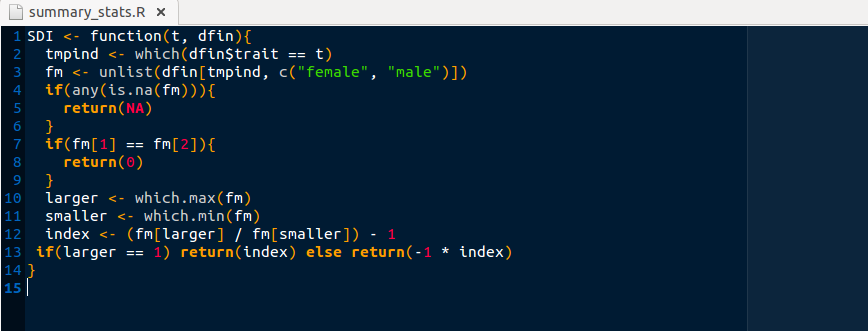 summary_stats.R ×
1 SDI <- function(t, dfin){
2   tmpind <- which(dfin$trait == t)
3   fm <- unlist(dfin[tmpind, c("female", "male")])
4   if(any(is.na(fm))){
5     return(NA)
6   }
7   if(fm[1] == fm[2]){
8     return(0)
9   }
10   larger <- which.max(fm)
11   smaller <- which.min(fm)
12   index <- (fm[larger] / fm[smaller]) - 1
13  if(larger == 1) return(index) else return(-1 * index)
14 }
15